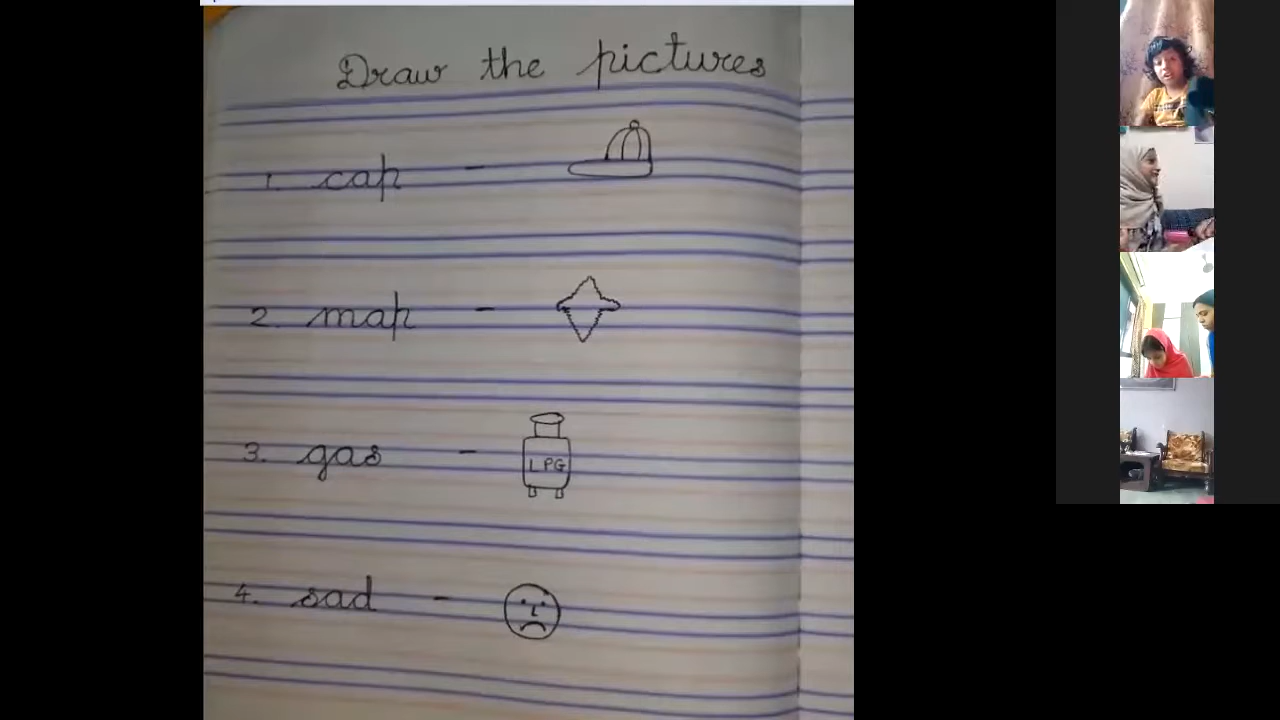 Draw the pictures
1. cap -
2. map -
3. gas -
LPG
4. sad -